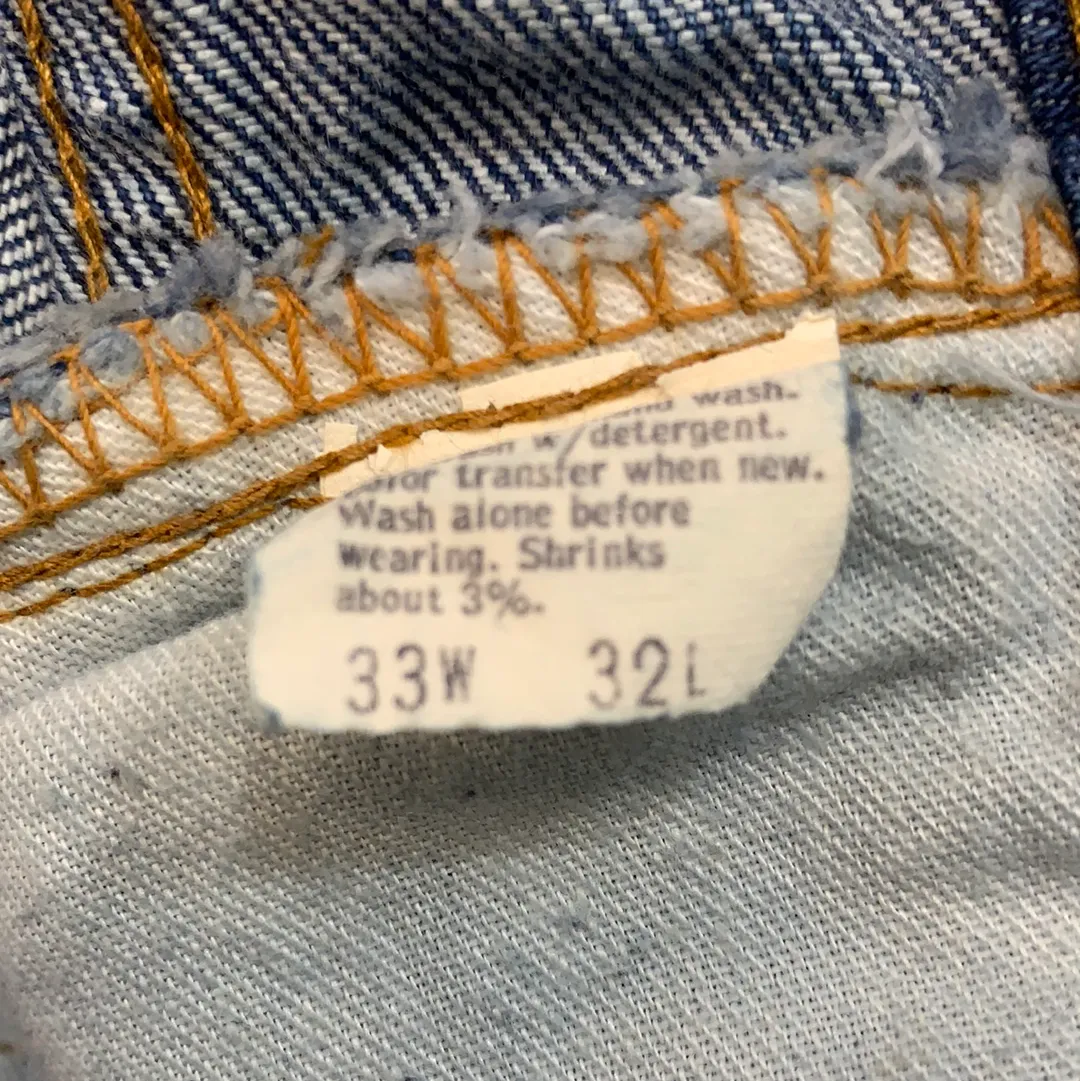 wash.
w/detergent.
transfer when new.
Wash alone before
wearing. Shrinks
about 3%.
33W 32L